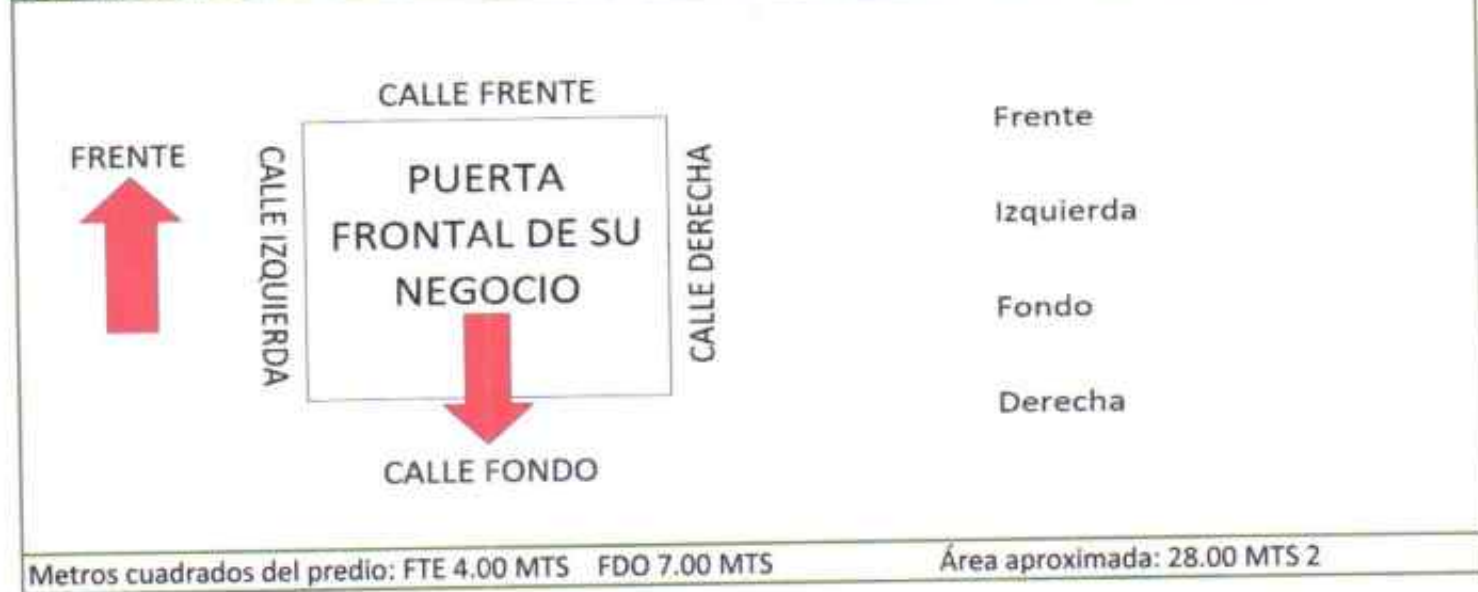 CALLE FRENTE
FRENTE
CALLE IZQUIERDA
PUERTA
FRONTAL DE SU
NEGOCIO
CALLE DERECHA
CALLE FONDO
Frente
Izquierda
Fondo
Derecha
Metros cuadrados del predio: FTE 4.00 MTS FDO 7.00 MTS
Área aproximada: 28.00 MTS 2